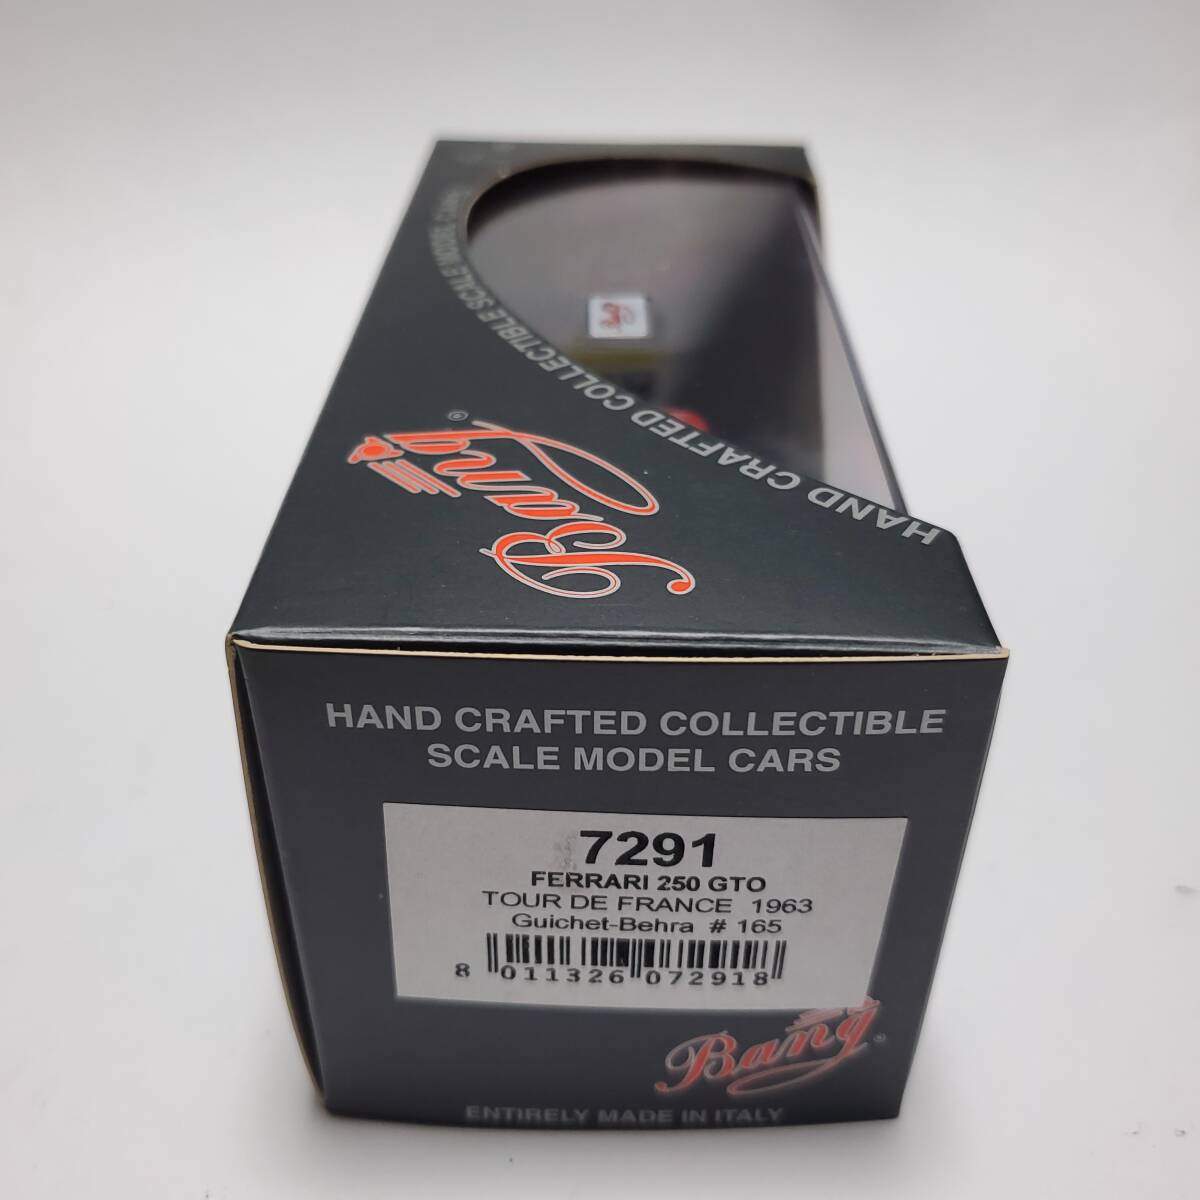 HAND CRAFTED COLLECTIBLE SCALE MODEL CARS
Bang®
HAND CRAFTED COLLECTIBLE
SCALE MODEL CARS
7291
FERRARI 250 GTO
TOUR DE FRANCE 1963
Guichet-Behra # 165
8 011326 072918
Bang®
ENTIRELY MADE IN ITALY